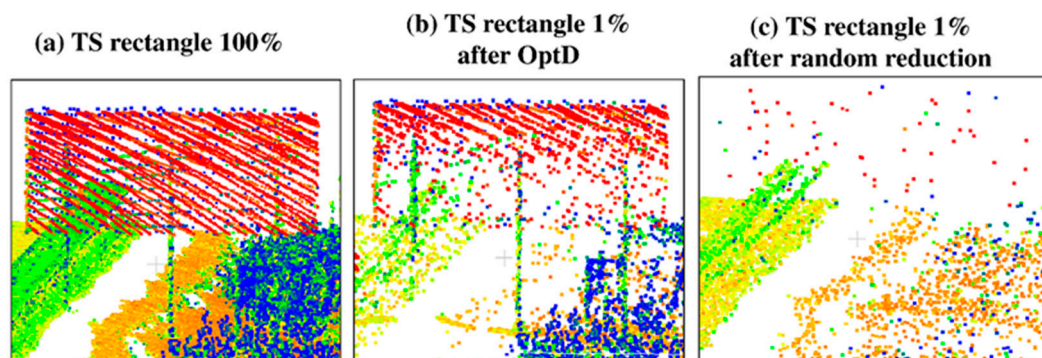 (a) TS rectangle 100%
(b) TS rectangle 1%
after OptD
(c) TS rectangle 1%
after random reduction